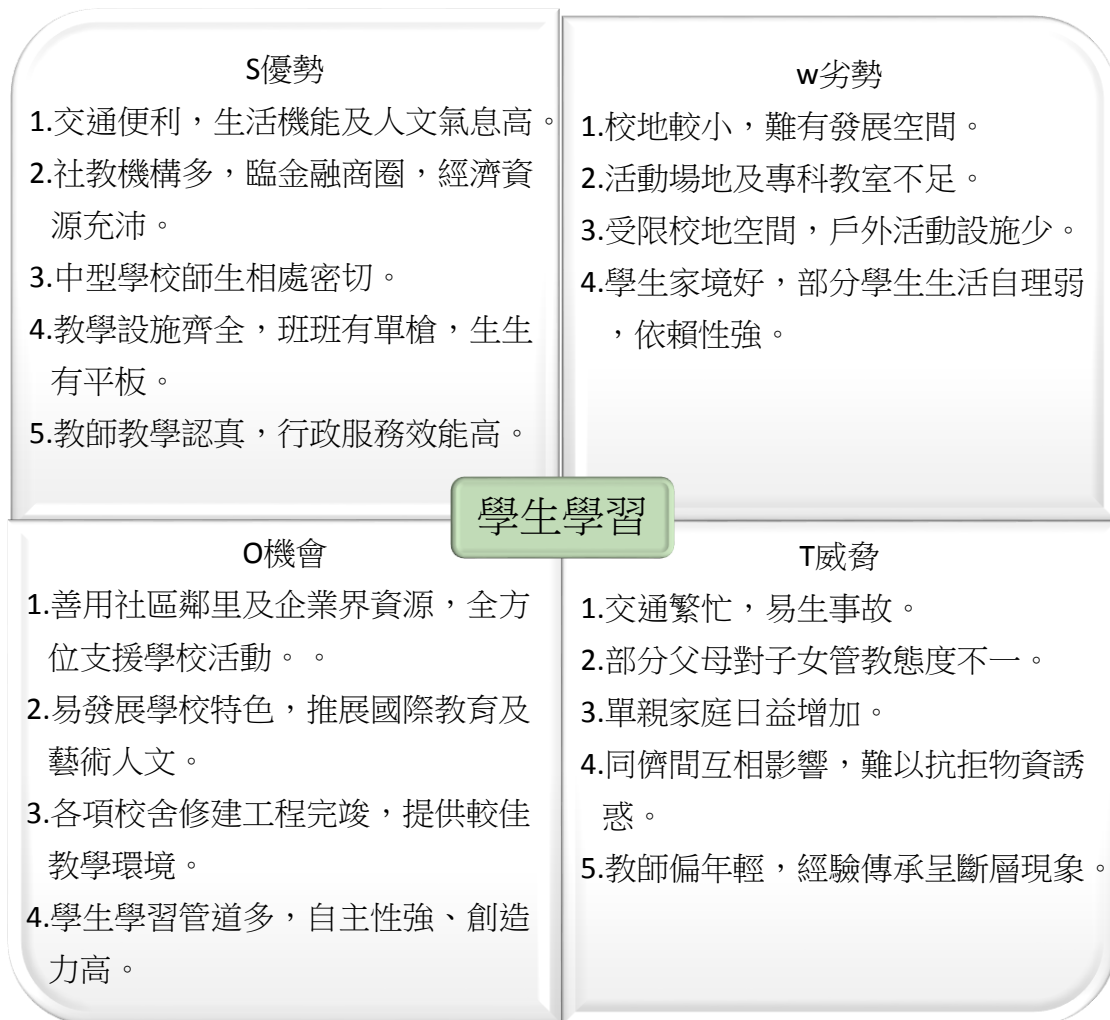 S優勢
1.交通便利,生活機能及人文氣息高。
2.社教機構多,臨金融商圈,經濟資
源充沛。
3.中型學校師生相處密切。
4.教學設施齊全,班班有單槍,生生
有平板。
5.教師教學認真,行政服務效能高。
w劣勢
1.校地較小,難有發展空間。
2.活動場地及專科教室不足。
3.受限校地空間,戶外活動設施少。
4.學生家境好,部分學生生活自理弱
,依賴性強。
學生學習
O機會
1.善用社區鄰里及企業界資源,全方
位支援學校活動。。
2.易發展學校特色,推展國際教育及
藝術人文。
3.各項校舍修建工程完竣,提供較佳
教學環境。
4.學生學習管道多,自主性強、創造
力高。
T威脅
1.交通繁忙,易生事故。
2.部分父母對子女管教態度不一。
3.單親家庭日益增加。
4.同儕間互相影響,難以抗拒物資誘
惑。
5.教師偏年輕,經驗傳承呈斷層現象。